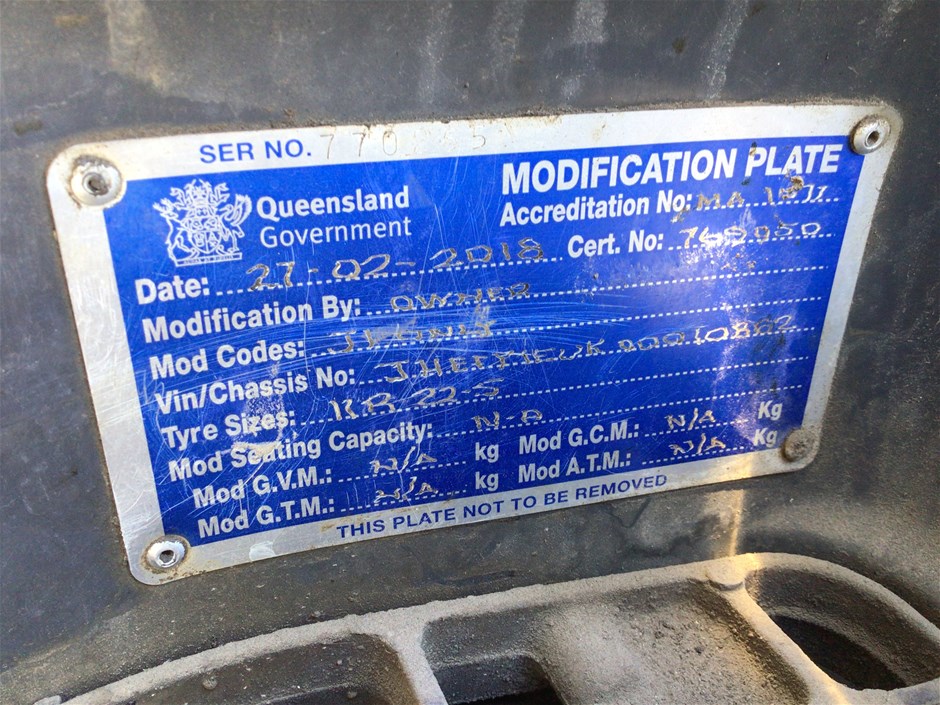 SER NO.
Queensland
Government
MODIFICATION PLATE
Accreditation No:
Cert. No:
Date: 27-02-2018
Modification By: OWNER
Mod Codes:
Vin/Chassis No:
Tyre Sizes:
Mod Seating Capacity: N-A
Mod G.V.M.: N/A kg Mod G.C.M.: N/A Kg
Mod G.T.M.: N/A kg Mod A.T.M.: N/A Kg
THIS PLATE NOT TO BE REMOVED